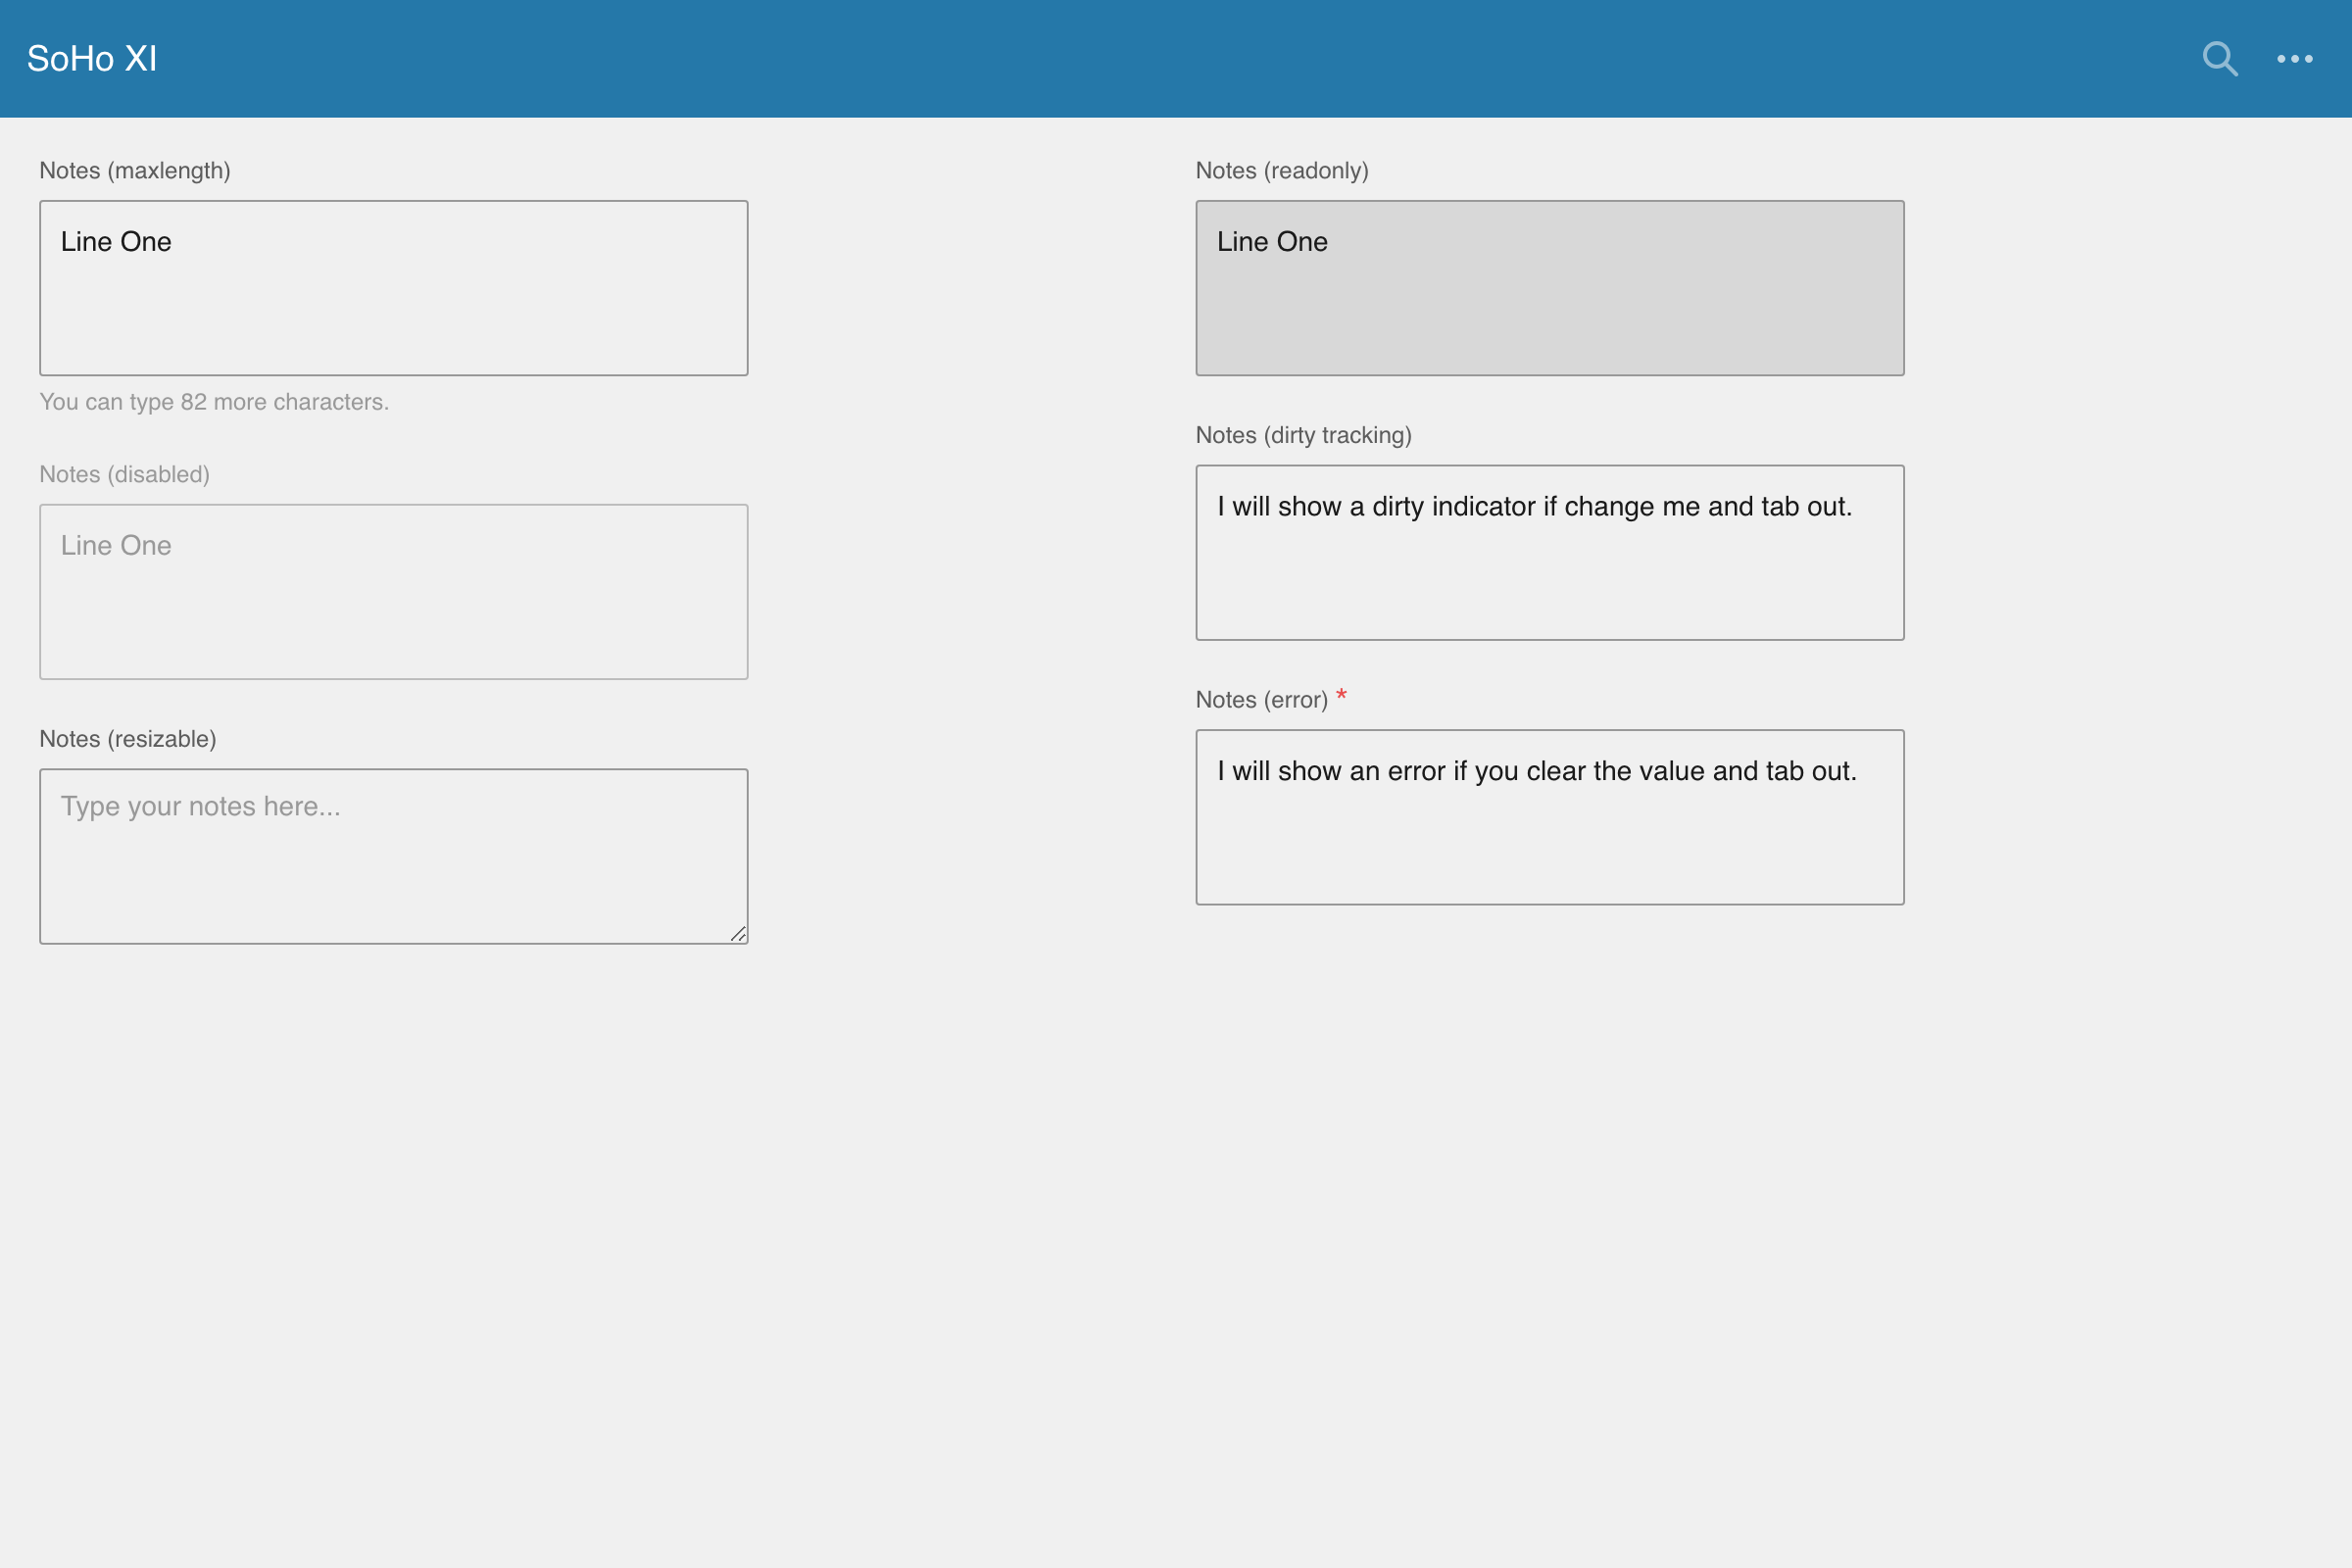 SoHo XI
Notes (maxlength)
Line One
You can type 82 more characters.
Notes (disabled)
Line One
Notes (resizable)
Type your notes here...
Notes (readonly)
Line One
Notes (dirty tracking)
I will show a dirty indicator if change me and tab out.
Notes (error) *
I will show an error if you clear the value and tab out.